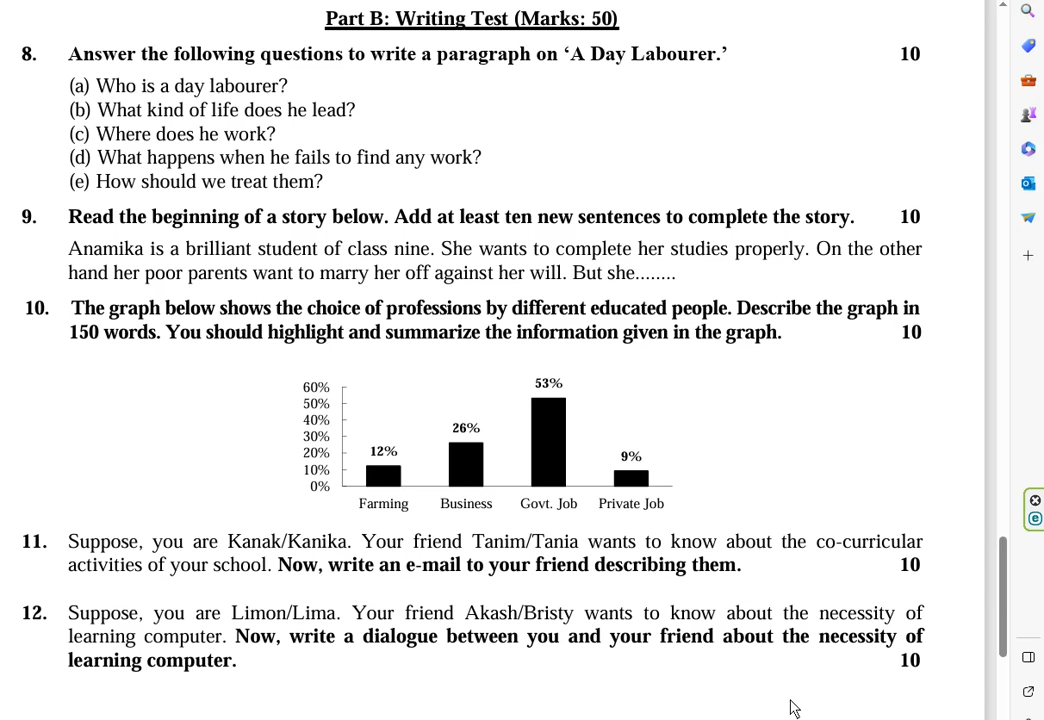 Part B: Writing Test (Marks: 50)
8. Answer the following questions to write a paragraph on ‘A Day Labourer.’ 10
(a) Who is a day labourer?
(b) What kind of life does he lead?
(c) Where does he work?
(d) What happens when he fails to find any work?
(e) How should we treat them?
9. Read the beginning of a story below. Add at least ten new sentences to complete the story. 10
Anamika is a brilliant student of class nine. She wants to complete her studies properly. On the other
hand her poor parents want to marry her off against her will. But she........
10. The graph below shows the choice of professions by different educated people. Describe the graph in
150 words. You should highlight and summarize the information given in the graph. 10
60%
50%
40%
30%
20%
10%
0%
12%
26%
53%
9%
Farming Business Govt. Job Private Job
11. Suppose, you are Kanak/Kanika. Your friend Tanim/Tania wants to know about the co-curricular
activities of your school. Now, write an e-mail to your friend describing them. 10
12. Suppose, you are Limon/Lima. Your friend Akash/Bristy wants to know about the necessity of
learning computer. Now, write a dialogue between you and your friend about the necessity of
learning computer. 10